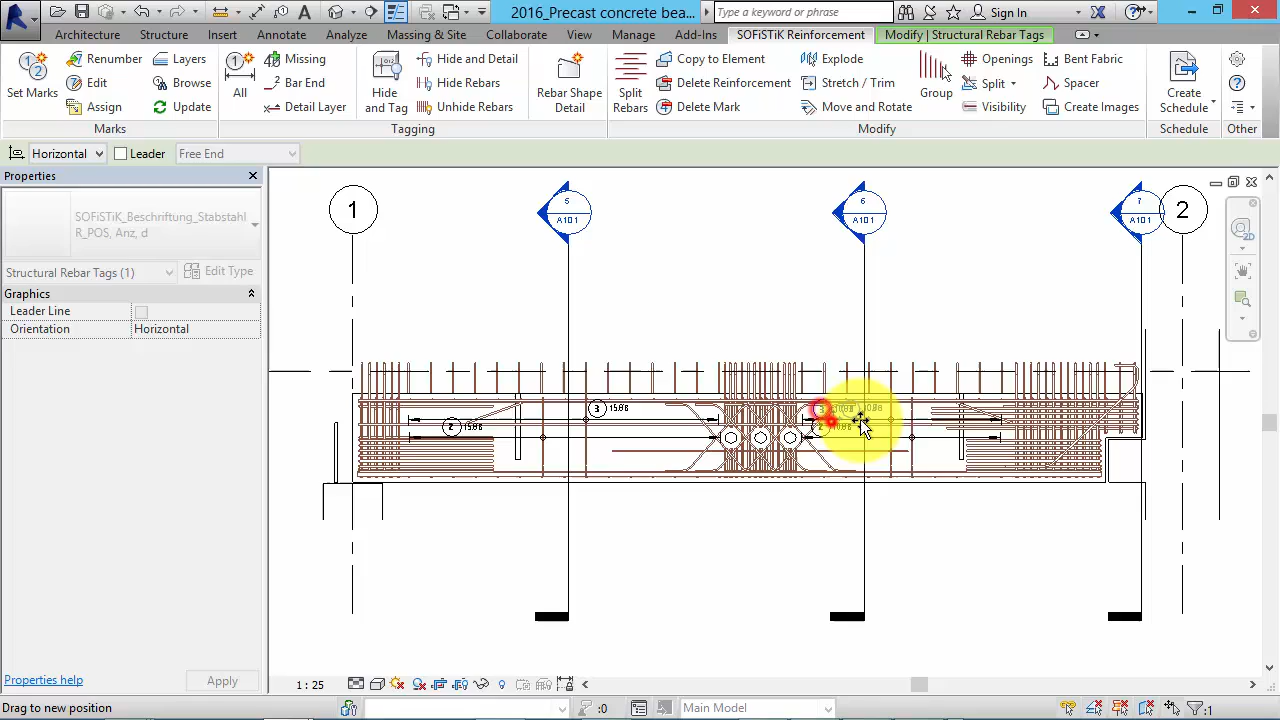 2016_Precast concrete bea...
Type a keyword or phrase
Sign In
Architecture
Struct
Insert
Annotate
Analyze
Massing & Site
Collaborate
View
Manage
Add-Ins
SOFiSTiK Reinforcement
Modify | Structural Rebar Tags
Set Marks
Renumber
Edit
Assign
Layers
Browse
Update
Marks
All
Missing
Bar End
Detail Layer
Hide and Tag
Hide and Detail
Hide Rebars
Unhide Rebars
Tagging
Rebar Shape Detail
Split Rebars
Copy to Element
Delete Reinforcement
Delete Mark
Explode
Stretch / Trim
Move and Rotate
Group
Openings
Split
Visibility
Bent Fabric
Spacer
Create Images
Modify
Create Schedule
Schedule
Other
Horizontal
Leader
Free End
Properties
SOFiSTiK_Beschriftung_Stabstahl
R_POS, Anz, d
Structural Rebar Tags (1)
Edit Type
Graphics
Leader Line
Orientation
Horizontal
Properties help
Apply
1
5
A101
6
A101
7
A101
2
2D
3
2
3
2
1 : 25
Drag to new position
:0
Main Model
:1